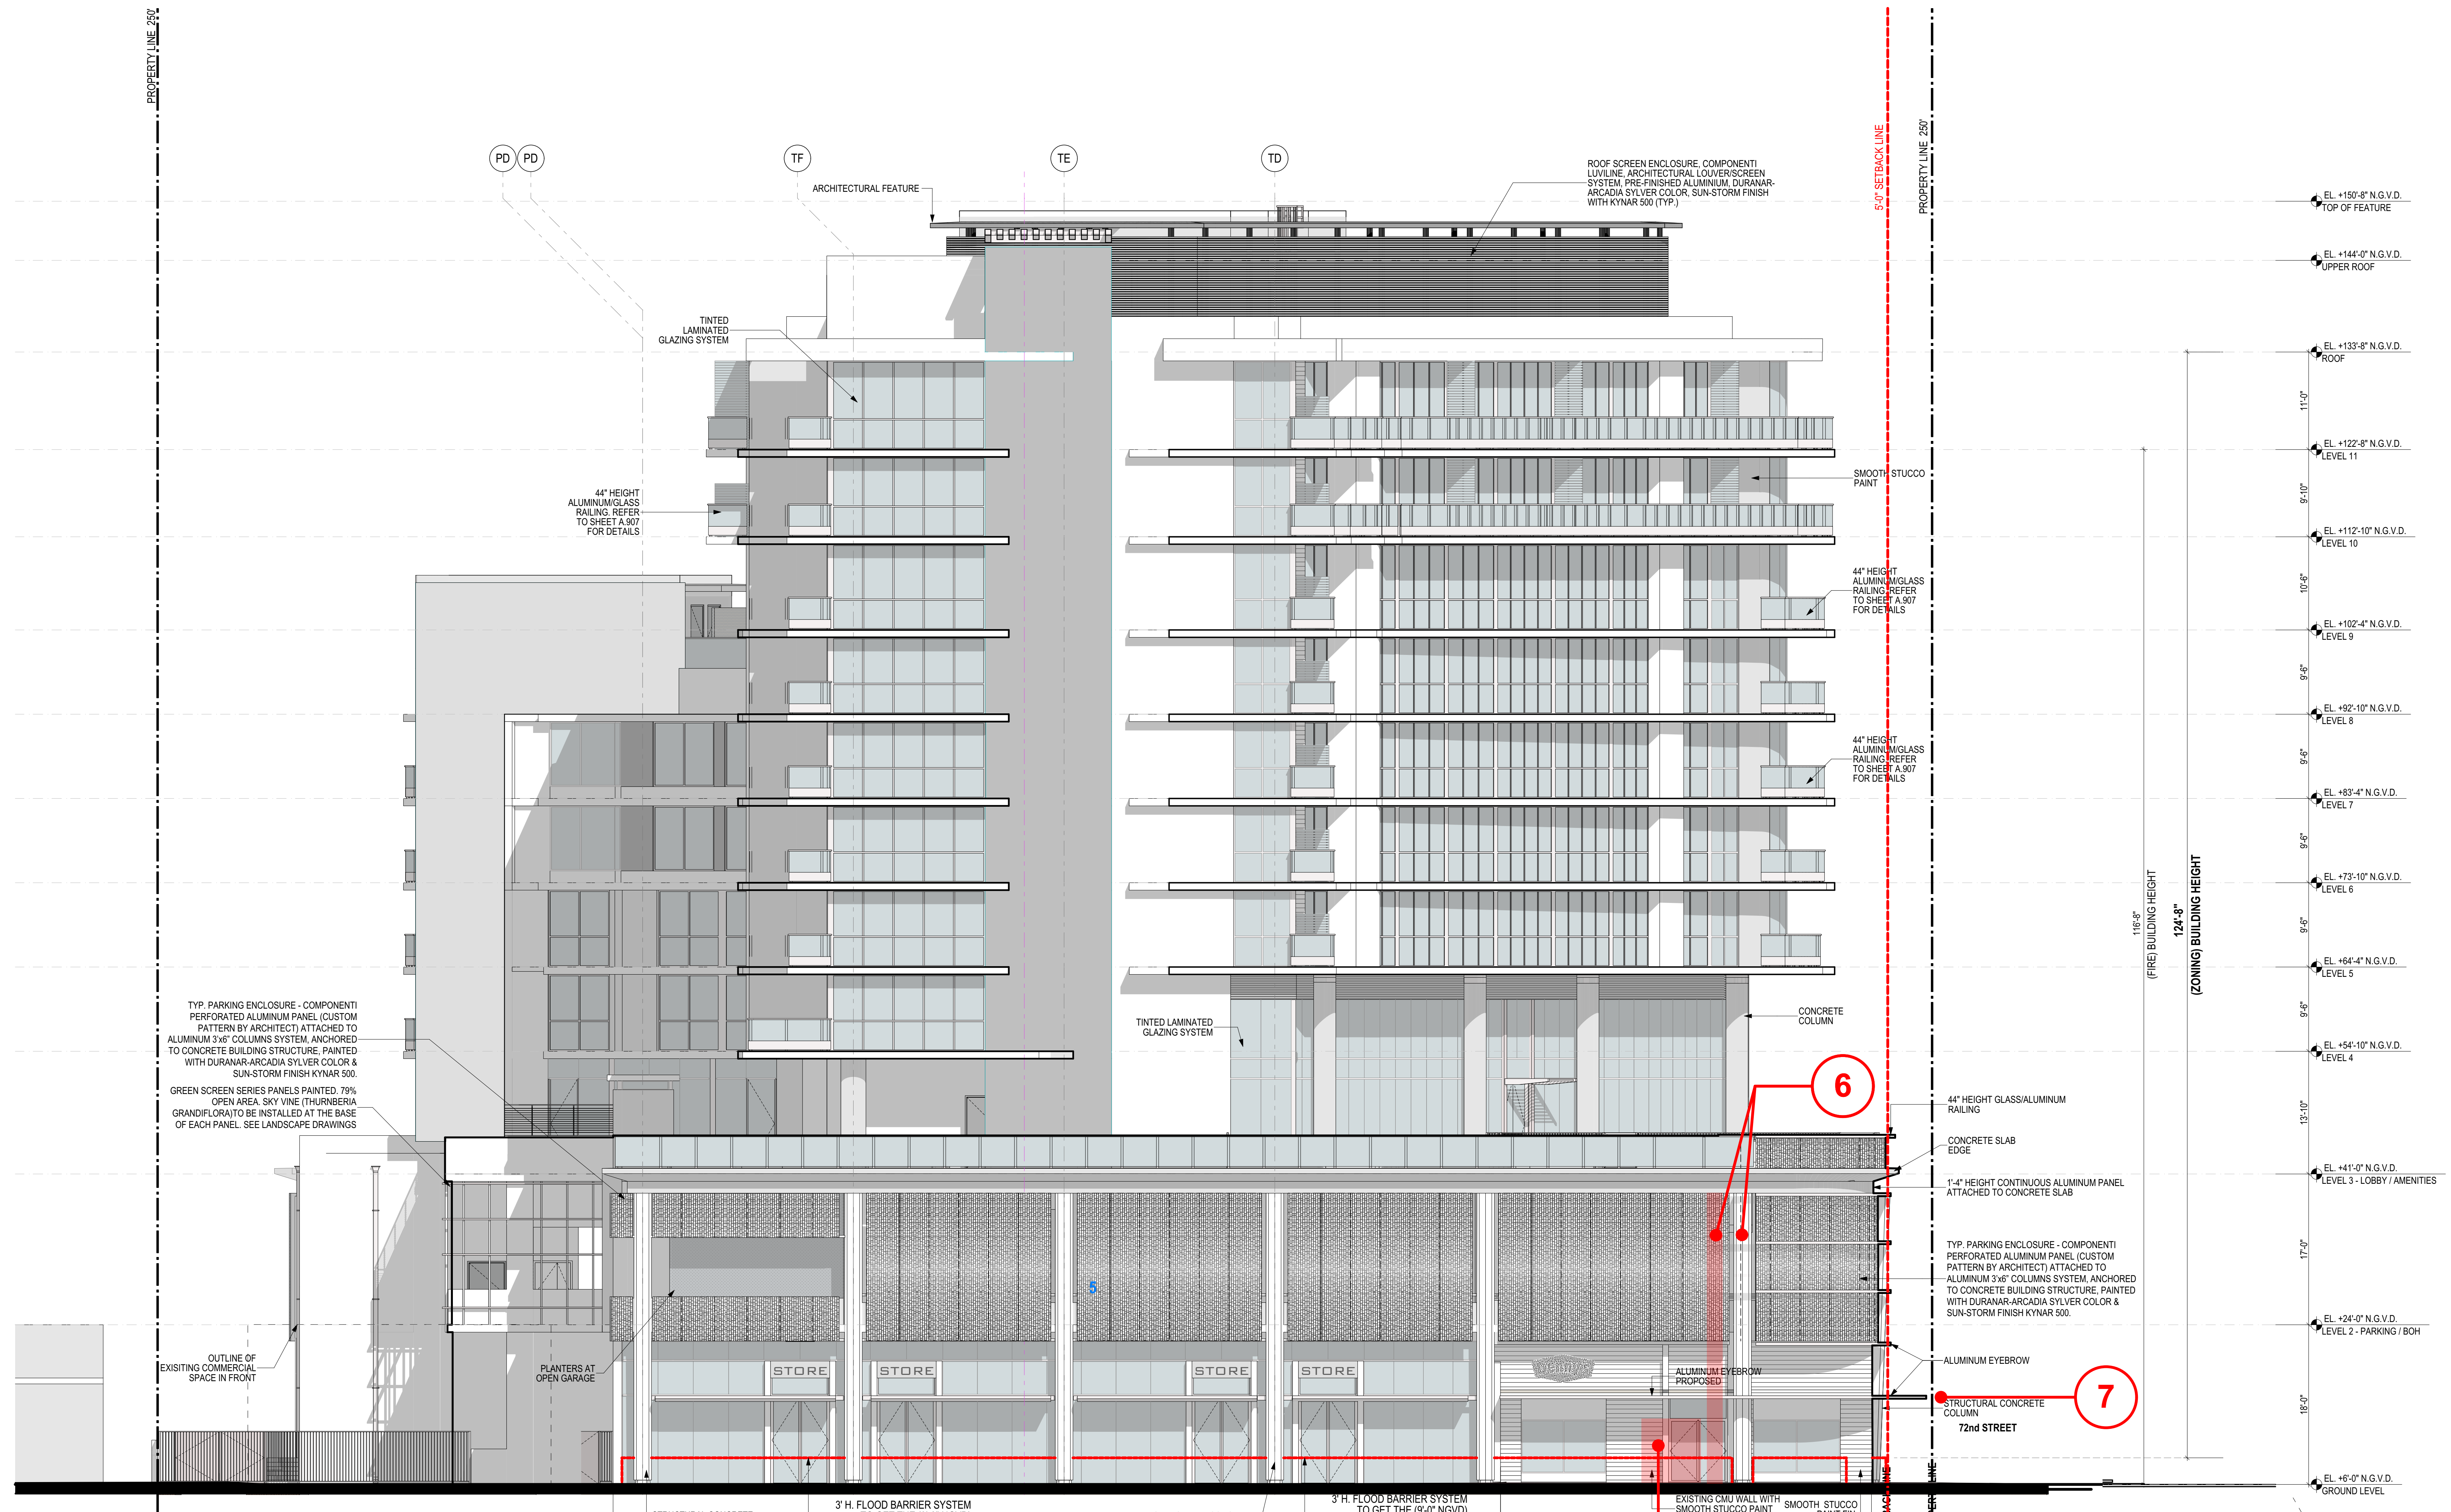 PROPERTY LINE 250'
PD
PD
TF
TE
TD
5'-0" SETBACK LINE
PROPERTY LINE 250'
ARCHITECTURAL FEATURE
ROOF SCREEN ENCLOSURE, COMPONENTI
LUVILINE, ARCHITECTURAL LOUVER/SCREEN
SYSTEM, PRE-FINISHED ALUMINIUM, DURANAR-
ARCADIA SYLVER COLOR, SUN-STORM FINISH
WITH KYNAR 500 (TYP.)
EL. +150'-8" N.G.V.D.
TOP OF FEATURE
EL. +144'-0" N.G.V.D.
UPPER ROOF
TINTED
LAMINATED
GLAZING SYSTEM
EL. +133'-8" N.G.V.D.
ROOF
11'-0"
EL. +122'-8" N.G.V.D.
LEVEL 11
SMOOTH STUCCO
PAINT
44" HEIGHT
ALUMINUM/GLASS
RAILING. REFER
TO SHEET A.907
FOR DETAILS
9'-10"
EL. +112'-10" N.G.V.D.
LEVEL 10
44" HEIGHT
ALUMINUM/GLASS
RAILING. REFER
TO SHEET A.907
FOR DETAILS
10'-6"
EL. +102'-4" N.G.V.D.
LEVEL 9
9'-6"
EL. +92'-10" N.G.V.D.
LEVEL 8
44" HEIGHT
ALUMINUM/GLASS
RAILING. REFER
TO SHEET A.907
FOR DETAILS
9'-6"
EL. +83'-4" N.G.V.D.
LEVEL 7
9'-6"
EL. +73'-10" N.G.V.D.
LEVEL 6
116'-8"
(FIRE) BUILDING HEIGHT
124'-8"
(ZONING) BUILDING HEIGHT
9'-6"
EL. +64'-4" N.G.V.D.
LEVEL 5
9'-6"
TYP. PARKING ENCLOSURE - COMPONENTI
PERFORATED ALUMINUM PANEL (CUSTOM
PATTERN BY ARCHITECT) ATTACHED TO
ALUMINUM 3'x6" COLUMNS SYSTEM, ANCHORED
TO CONCRETE BUILDING STRUCTURE, PAINTED
WITH DURANAR-ARCADIA SYLVER COLOR &
SUN-STORM FINISH KYNAR 500.
TINTED LAMINATED
GLAZING SYSTEM
CONCRETE
COLUMN
EL. +54'-10" N.G.V.D.
LEVEL 4
6
GREEN SCREEN SERIES PANELS PAINTED. 79%
OPEN AREA. SKY VINE (THURNBERIA
GRANDIFLORA)TO BE INSTALLED AT THE BASE
OF EACH PANEL. SEE LANDSCAPE DRAWINGS
44" HEIGHT GLASS/ALUMINUM
RAILING
13'-10"
CONCRETE SLAB
EDGE
EL. +41'-0" N.G.V.D.
LEVEL 3 - LOBBY / AMENITIES
1'-4" HEIGHT CONTINUOUS ALUMINUM PANEL
ATTACHED TO CONCRETE SLAB
17'-0"
TYP. PARKING ENCLOSURE - COMPONENTI
PERFORATED ALUMINUM PANEL (CUSTOM
PATTERN BY ARCHITECT) ATTACHED TO
ALUMINUM 3'x6" COLUMNS SYSTEM, ANCHORED
TO CONCRETE BUILDING STRUCTURE, PAINTED
WITH DURANAR-ARCADIA SYLVER COLOR &
SUN-STORM FINISH KYNAR 500.
5
EL. +24'-0" N.G.V.D.
LEVEL 2 - PARKING / BOH
OUTLINE OF
EXISITING COMMERCIAL
SPACE IN FRONT
PLANTERS AT
OPEN GARAGE
STORE
STORE
STORE
STORE
ALUMINUM EYEBROW
PROPOSED
ALUMINUM EYEBROW
7
18'-0"
STRUCTURAL CONCRETE
COLUMN
72nd STREET
EL. +6'-0" N.G.V.D.
GROUND LEVEL
3' H. FLOOD BARRIER SYSTEM
3' H. FLOOD BARRIER SYSTEM
TO GET THE (9'-0" NGVD)
EXISTING CMU WALL WITH
SMOOTH STUCCO PAINT
SMOOTH STUCCO